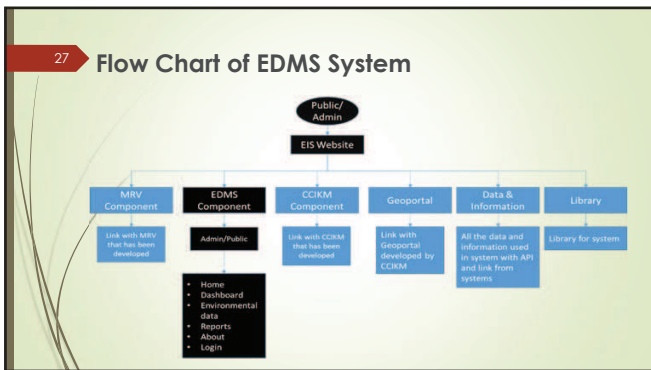 27
Flow Chart of EDMS System
Public/
Admin
EIS Website
MRV
Component
EDMS
Component
CCIKM
Component
Geoportal
Data &
Information
Library
Link with MRV
that has been
developed
Admin/Public
Link with CCIKM
that has been
developed
Link with
Geoportal
developed by
CCIKM
All the data and
information used
in system with API
and link from
systems
Library for system
• Home
• Dashboard
• Environmental
data
• Reports
• About
• Login